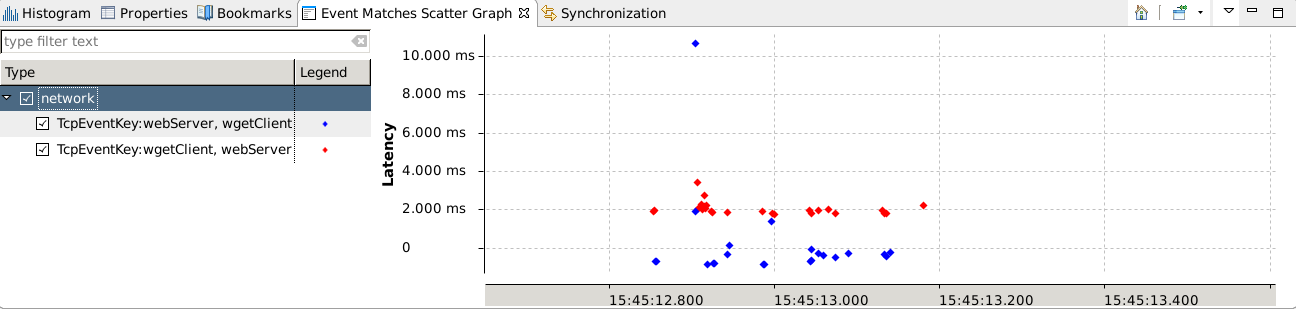 Histogram Properties Bookmarks Event Matches Scatter Graph Synchronization
type filter text
Type Legend
network
TcpEventKey:webServer, wgetClient
TcpEventKey:wgetClient, webServer
Latency
10.000 ms
8.000 ms
6.000 ms
4.000 ms
2.000 ms
0
15:45:12.800 15:45:13.000 15:45:13.200 15:45:13.400